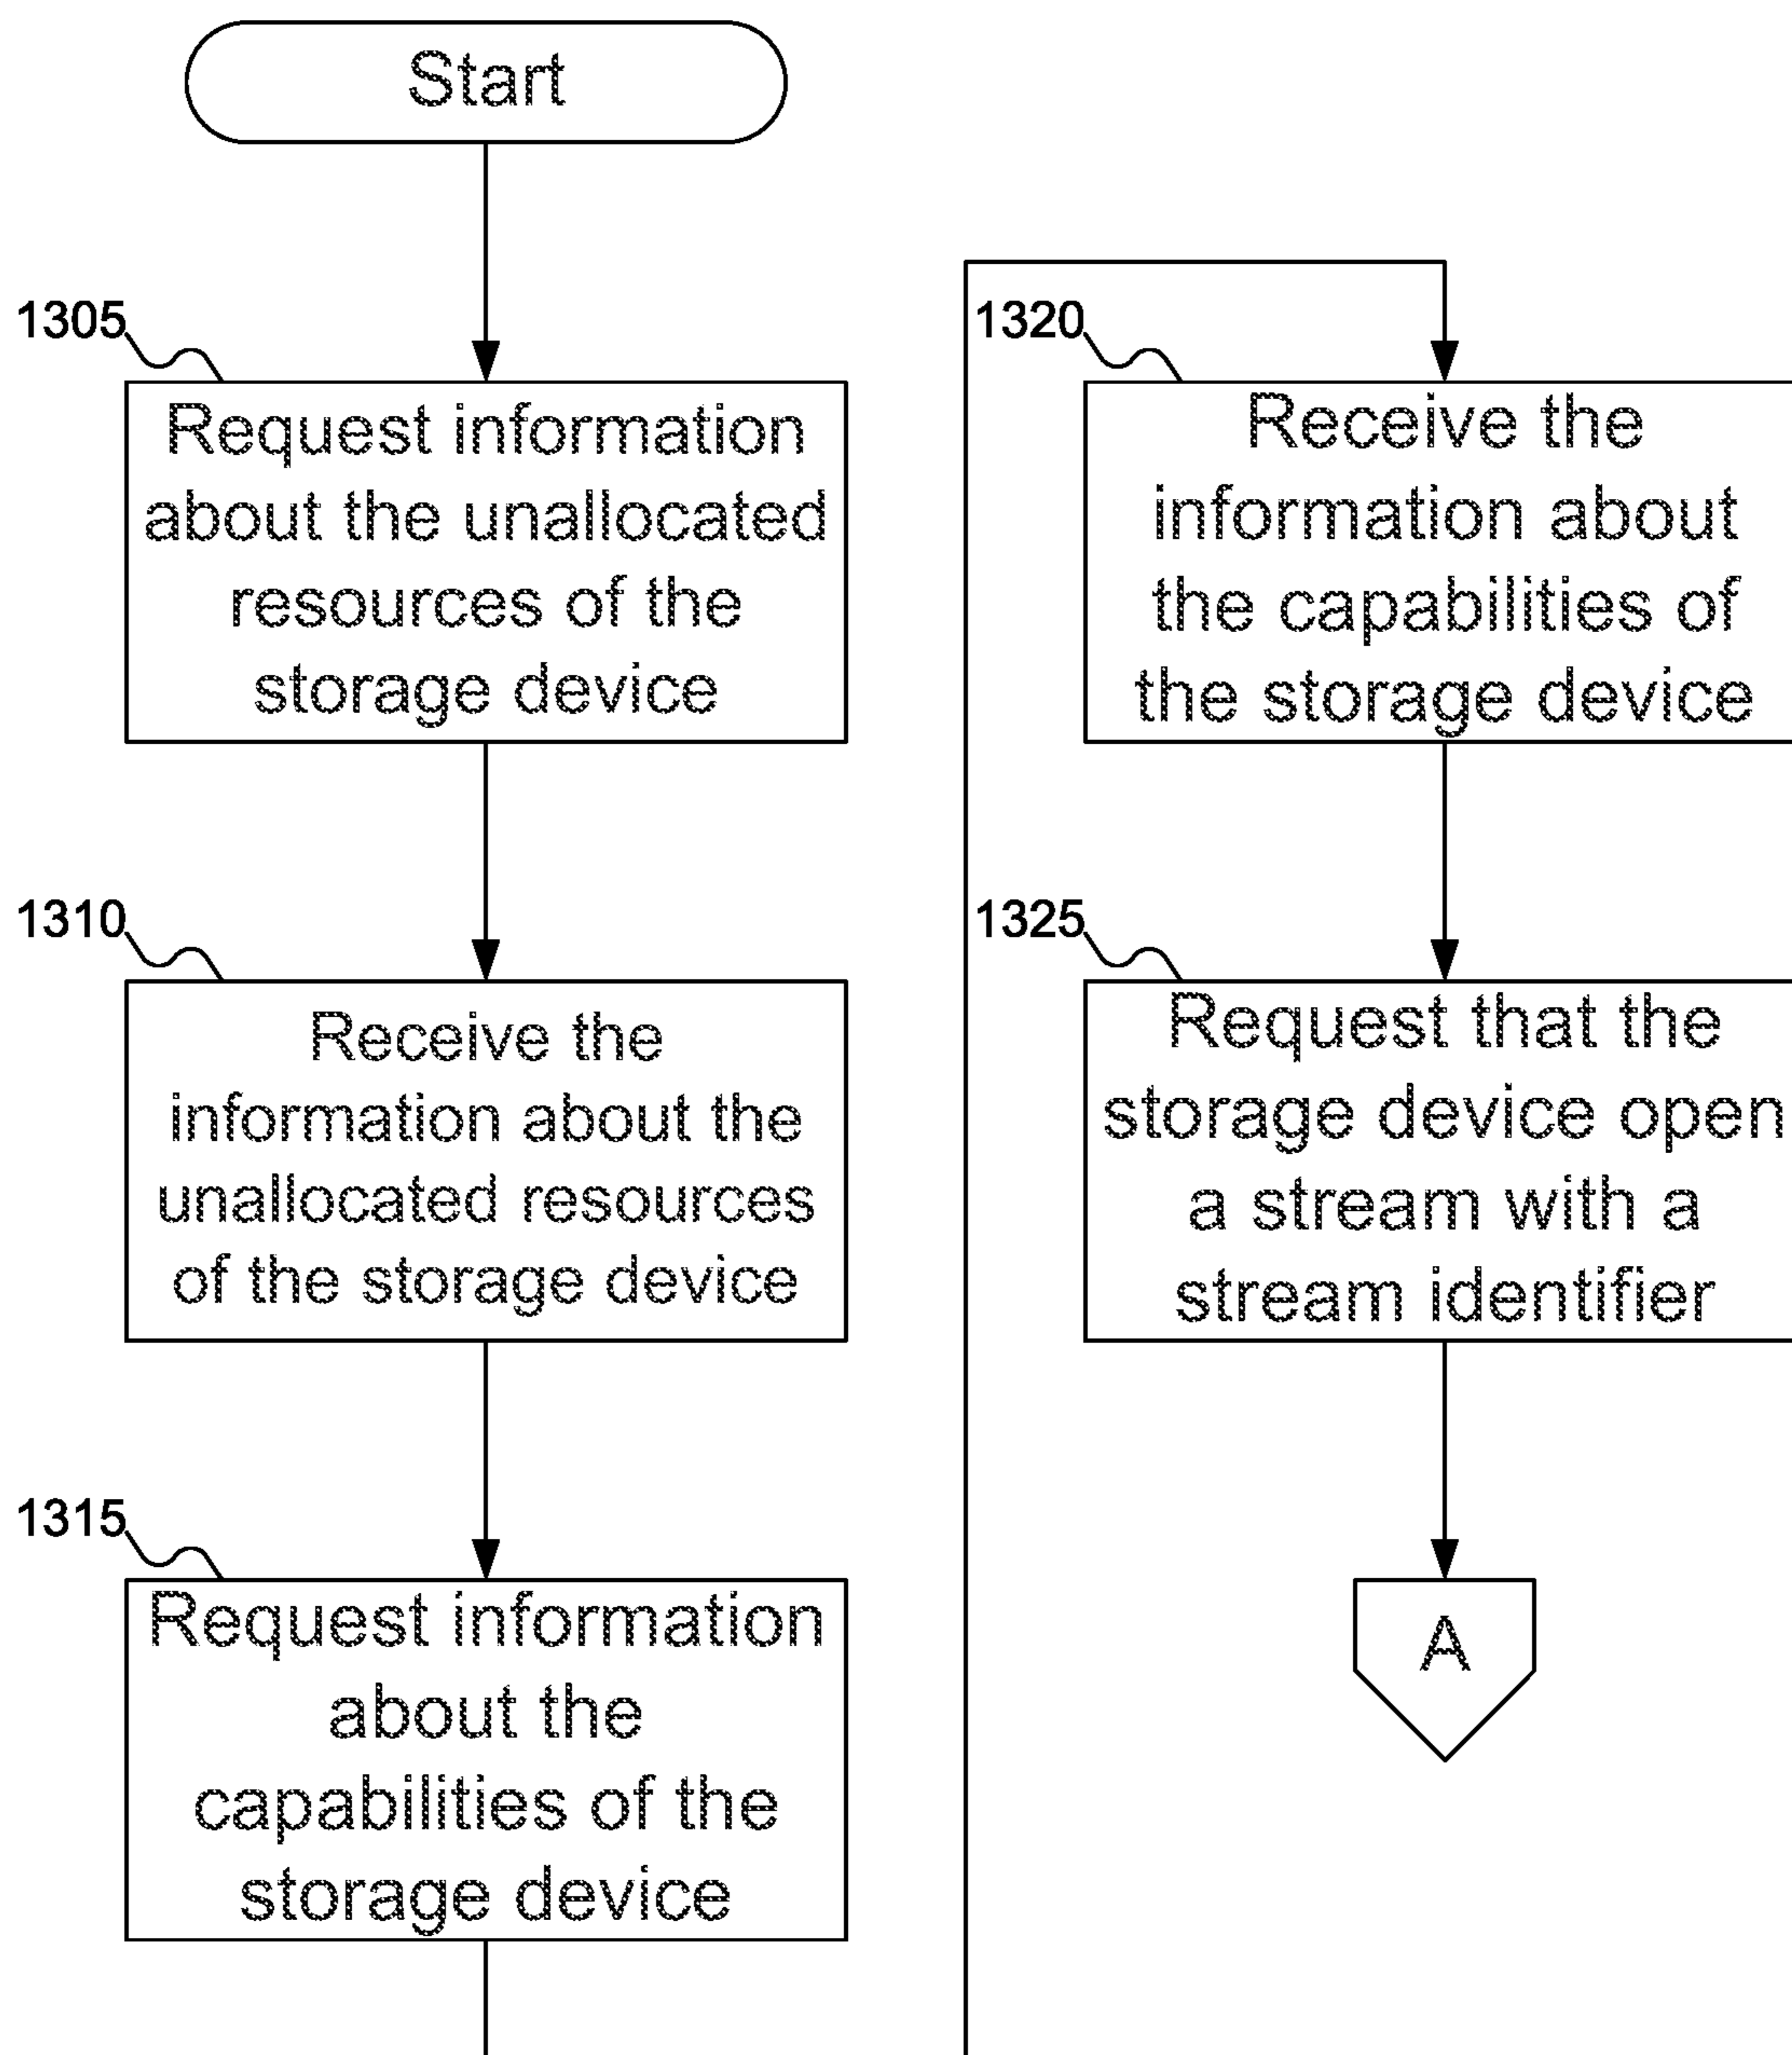 Start
1305
Request information
about the unallocated
resources of the
storage device
1310
Receive the
information about the
unallocated resources
of the storage device
1315
Request information
about the
capabilities of the
storage device
1320
Receive the
information about
the capabilities of
the storage device
1325
Request that the
storage device open
a stream with a
stream identifier
A